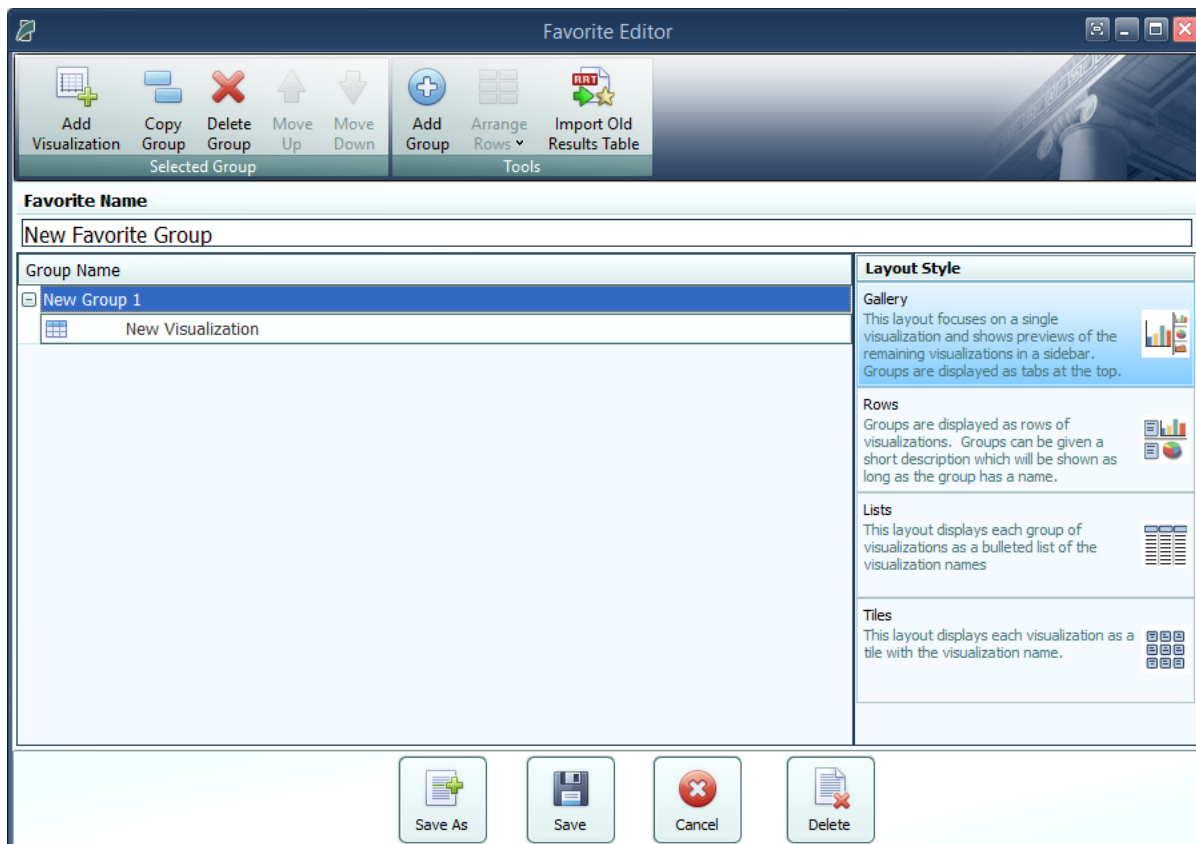 Favorite Editor
Add
Visualization
Copy
Group
Delete
Group
Move
Up
Move
Down
Selected Group
Add
Group
Arrange
Rows
RRT
Import Old
Results Table
Tools
Favorite Name
New Favorite Group
Group Name
New Group 1
New Visualization
Layout Style
Gallery
This layout focuses on a single
visualization and shows previews of the
remaining visualizations in a sidebar.
Groups are displayed as tabs at the top.
Rows
Groups are displayed as rows of
visualizations.  Groups can be given a
short description which will be shown as
long as the group has a name.
Lists
This layout displays each group of
visualizations as a bulleted list of the
visualization names
Tiles
This layout displays each visualization as a
tile with the visualization name.
Save As
Save
Cancel
Delete